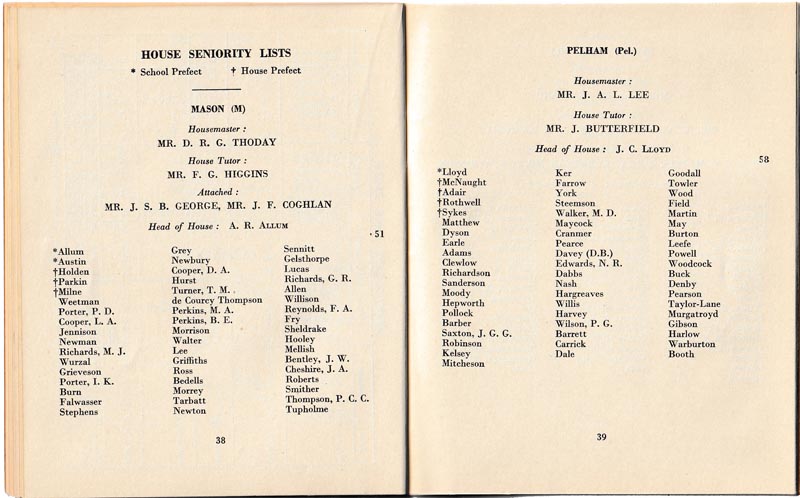 HOUSE SENIORITY LISTS
* School Prefect † House Prefect
MASON (M)
Housemaster :
MR. D. R. G. THODAY
House Tutor :
MR. F. G. HIGGINS
Attached :
MR. J. S. B. GEORGE, MR. J. F. COGHLAN
Head of House : A. R. ALLUM
51
*Allum Grey Sennitt
*Austin Newbury Gelsthorpe
†Holden Cooper, D. A. Lucas
†Parkin Hurst Richards, G. R.
†Milne Turner, T. M. Allen
Weetman de Courcy Thompson Willison
Porter, P. D. Perkins, M. A. Reynolds, F. A.
Cooper, L. A. Perkins, B. E. Fry
Jennison Morrison Sheldrake
Newman Walter Hooley
Richards, M. J. Lee Mellish
Wurzal Griffiths Bentley, J. W.
Grieveson Ross Cheshire, J. A.
Porter, I. K. Bedells Roberts
Burn Morrey Smither
Falwasser Tarbatt Thompson, P. C. C.
Stephens Newton Tupholme
38
PELHAM (Pel.)
Housemaster :
MR. J. A. L. LEE
House Tutor :
MR. J. BUTTERFIELD
Head of House : J. C. LLOYD
58
*Lloyd Ker Goodall
†McNaught Farrow Towler
†Adair York Wood
†Rothwell Steemson Field
†Sykes Walker, M. D. Martin
Matthew Maycock May
Dyson Cranmer Burton
Earle Pearce Leefe
Adams Davey (D.B.) Powell
Clewlow Edwards, N. R. Woodcock
Richardson Dabbs Buck
Sanderson Nash Denby
Moody Hargreaves Pearson
Hepworth Willis Taylor-Lane
Pollock Harvey Murgatroyd
Barber Wilson, P. G. Gibson
Saxton, J. G. G. Barrett Harlow
Robinson Carrick Warburton
Kelsey Dale Booth
Mitcheson
39